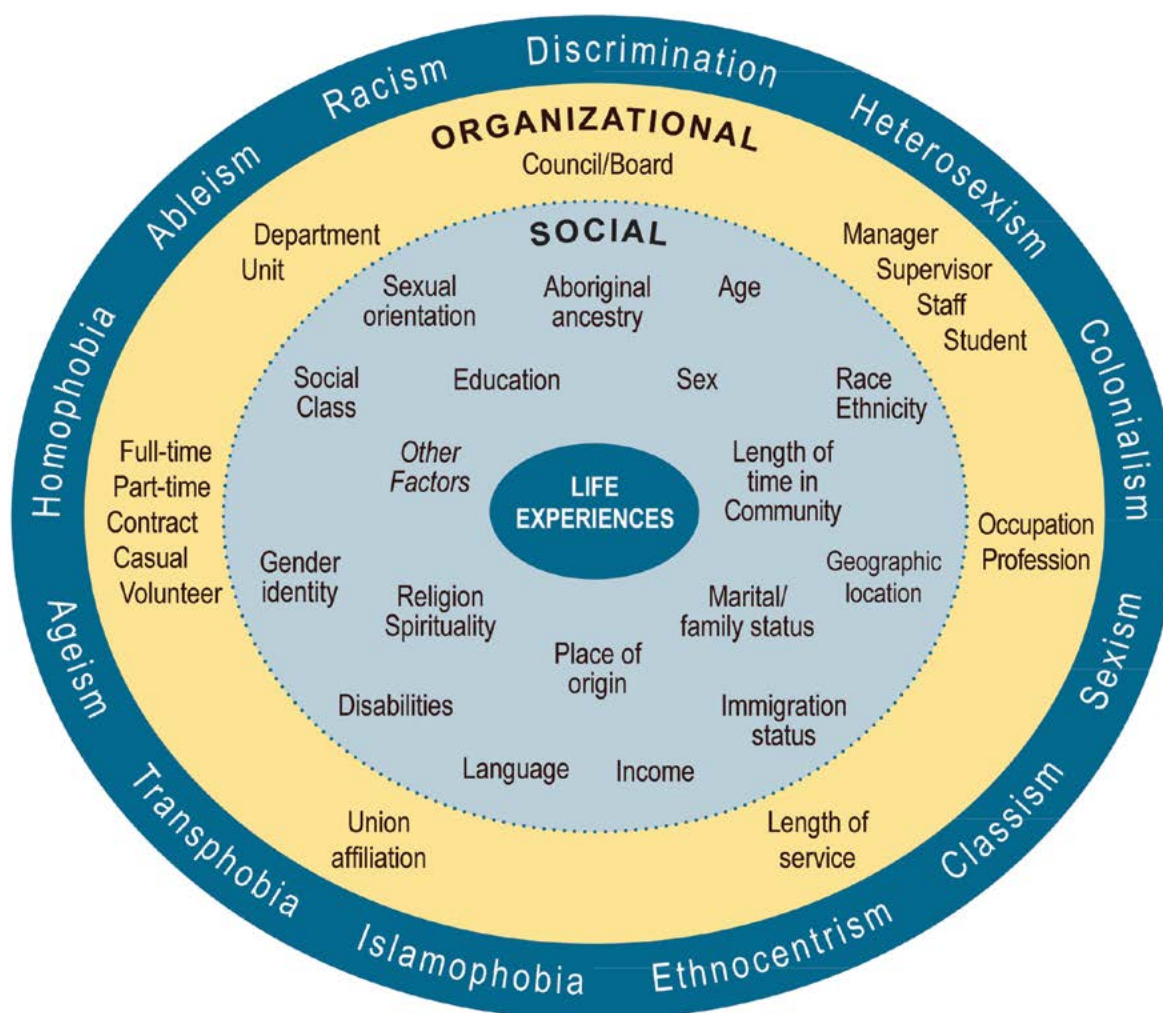 Discrimination
Racism
Heterosexism
Ableism
Colonialism
Homophobia
Sexism
Ageism
Classism
Transphobia
Ethnocentrism
Islamophobia
ORGANIZATIONAL
Council/Board
Department
Unit
Manager
Supervisor
Staff
Student
Full-time
Part-time
Contract
Casual
Volunteer
Occupation
Profession
Union
affiliation
Length of
service
SOCIAL
Sexual
orientation
Aboriginal
ancestry
Age
Social
Class
Education
Sex
Race
Ethnicity
Other
Factors
Length of
time in
Community
Gender
identity
Religion
Spirituality
Marital/
family status
Geographic
location
Place of
origin
Disabilities
Immigration
status
Language
Income
LIFE
EXPERIENCES